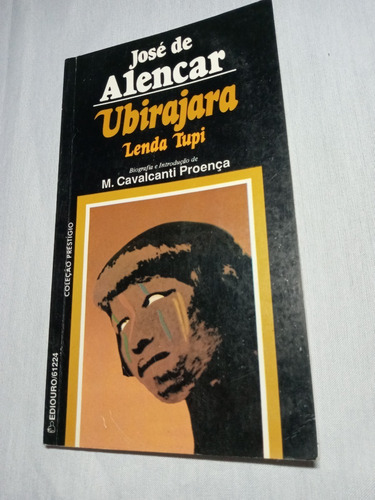 José de
Alencar
Ubirajara
Lenda Tupi
Biografia e Introdução de
M. Cavalcanti Proença
COLEÇÃO PRESTÍGIO
EDIOURO/61224